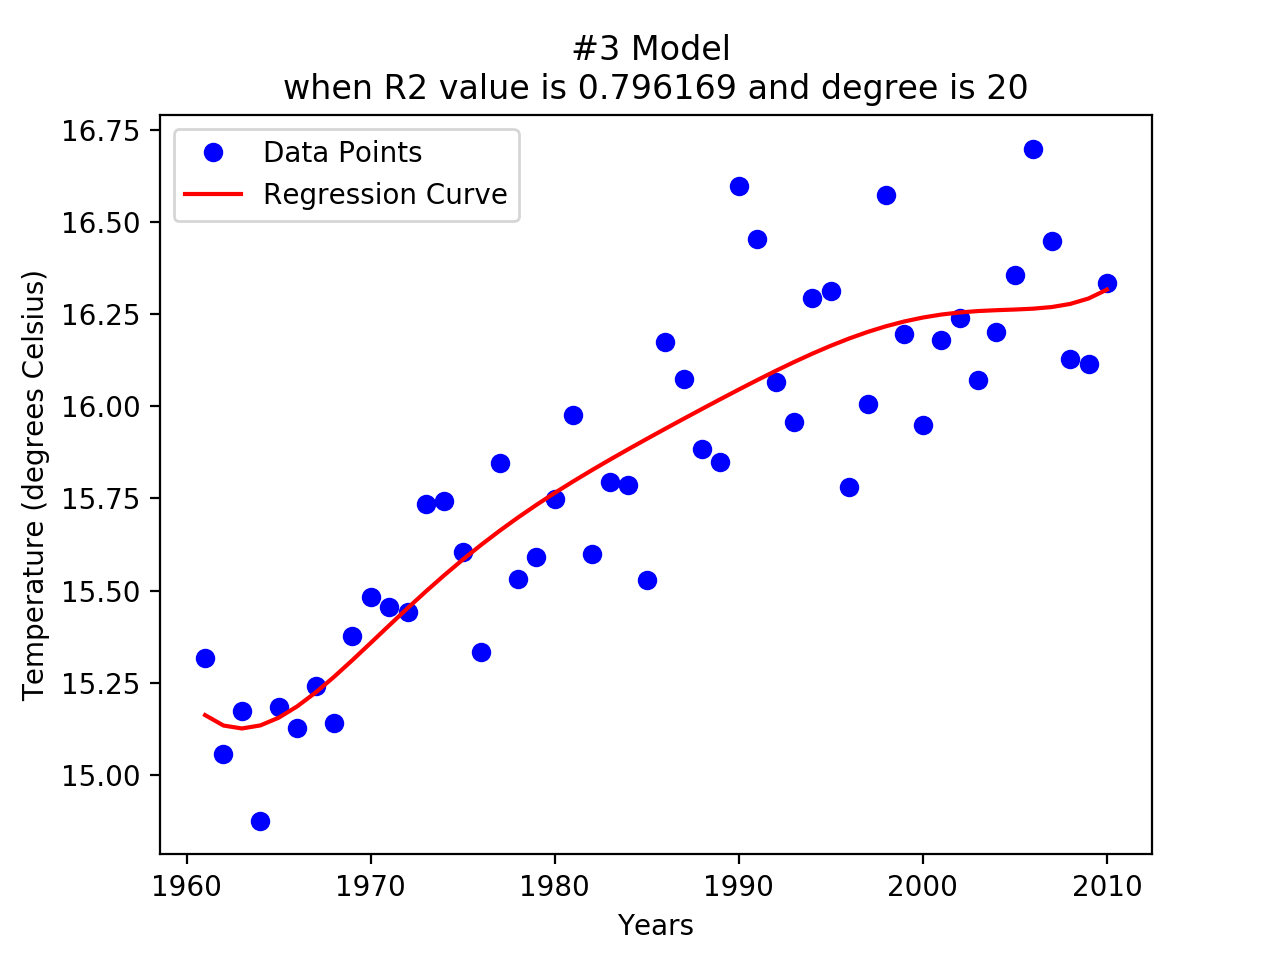 #3 Model
when R2 value is 0.796169 and degree is 20
Data Points
Regression Curve
Temperature (degrees Celsius)
16.75
16.50
16.25
16.00
15.75
15.50
15.25
15.00
1960 1970 1980 1990 2000 2010
Years